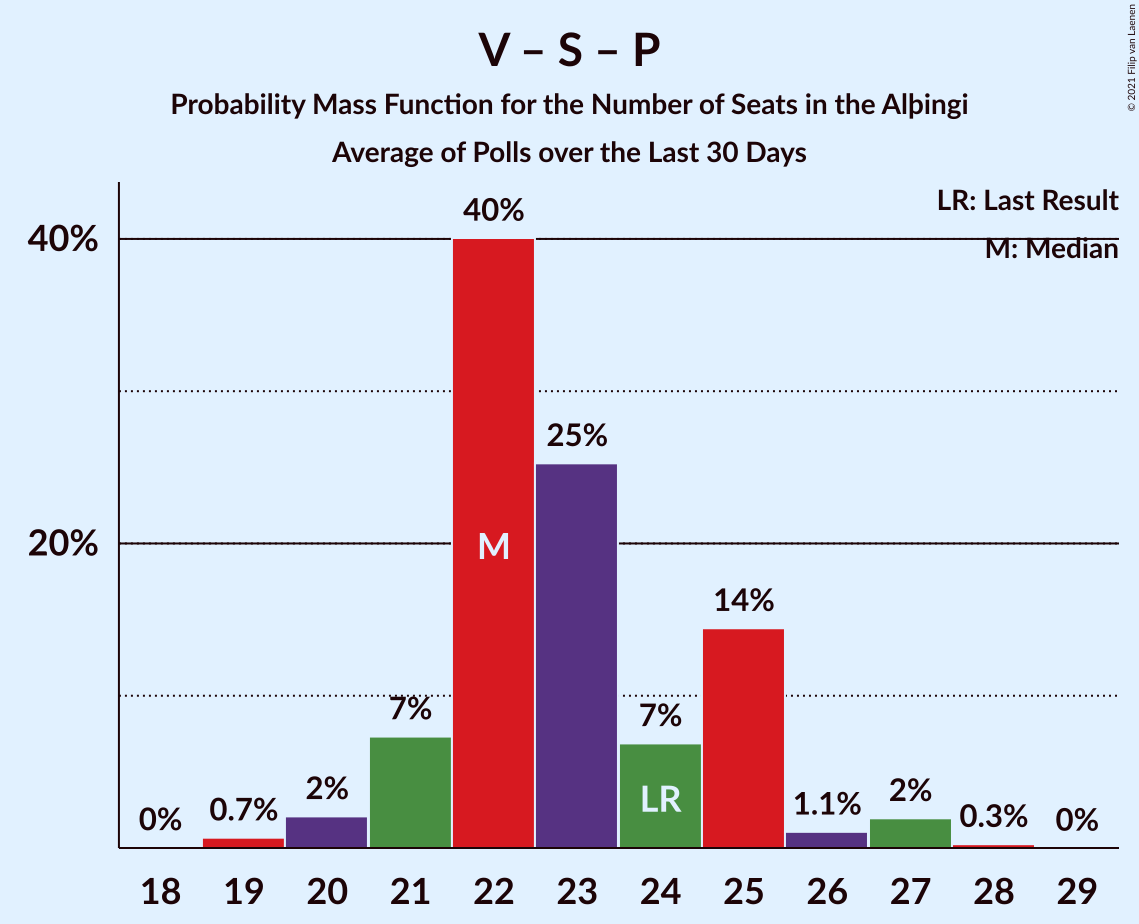 V – S – P
Probability Mass Function for the Number of Seats in the Alþingi
Average of Polls over the Last 30 Days
© 2021 Filip van Laenen
LR: Last Result
M: Median
40%
20%
0%
0.7%
2%
7%
40%
25%
7%
14%
1.1%
2%
0.3%
0%
M
LR
18 19 20 21 22 23 24 25 26 27 28 29